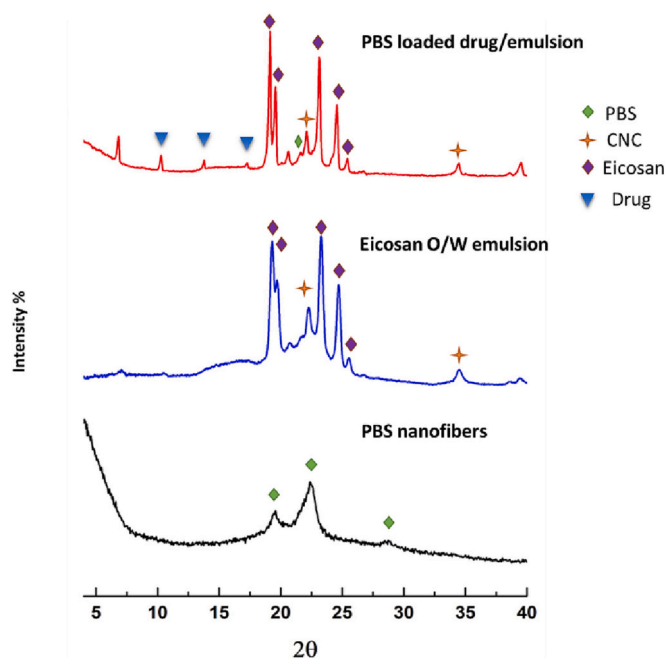 PBS loaded drug/emulsion
PBS
CNC
Eicosan
Drug
Eicosan O/W emulsion
Intensity %
PBS nanofibers
5 10 15 20 25 30 35 40
2θ